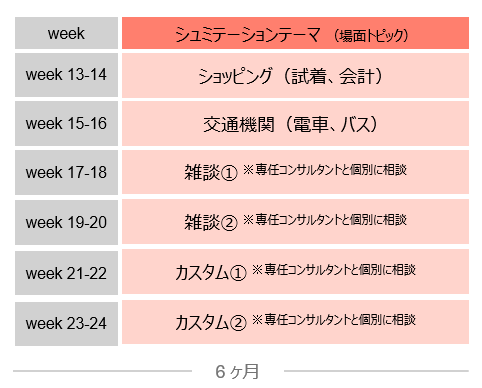 week シュミテーションテーマ （場面トピック）
week 13-14 ショッピング（試着、会計）
week 15-16 交通機関（電車、バス）
week 17-18 雑談① ※専任コンサルタントと個別に相談
week 19-20 雑談② ※専任コンサルタントと個別に相談
week 21-22 カスタム① ※専任コンサルタントと個別に相談
week 23-24 カスタム② ※専任コンサルタントと個別に相談
6ヶ月